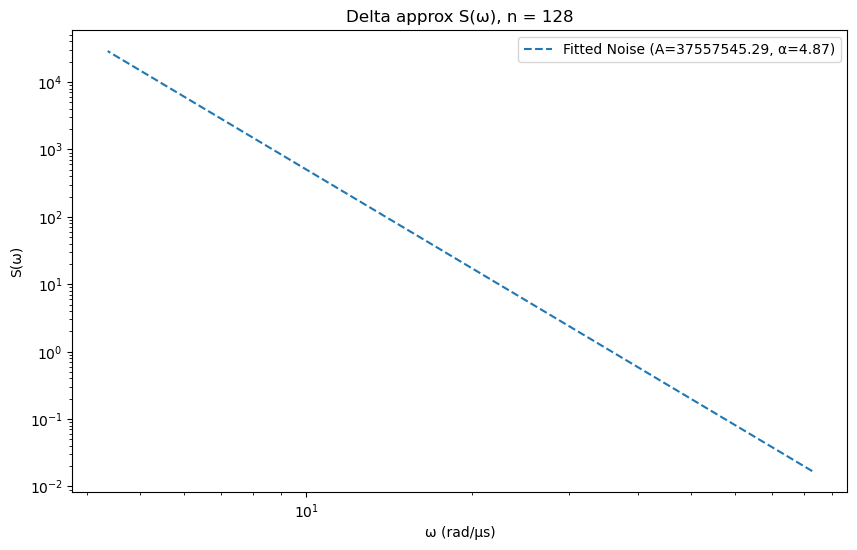 Delta approx S(ω), n = 128
Fitted Noise (A=37557545.29, α=4.87)
S(ω)
10⁴
10³
10²
10¹
10⁰
10⁻¹
10⁻²
10¹
ω (rad/μs)